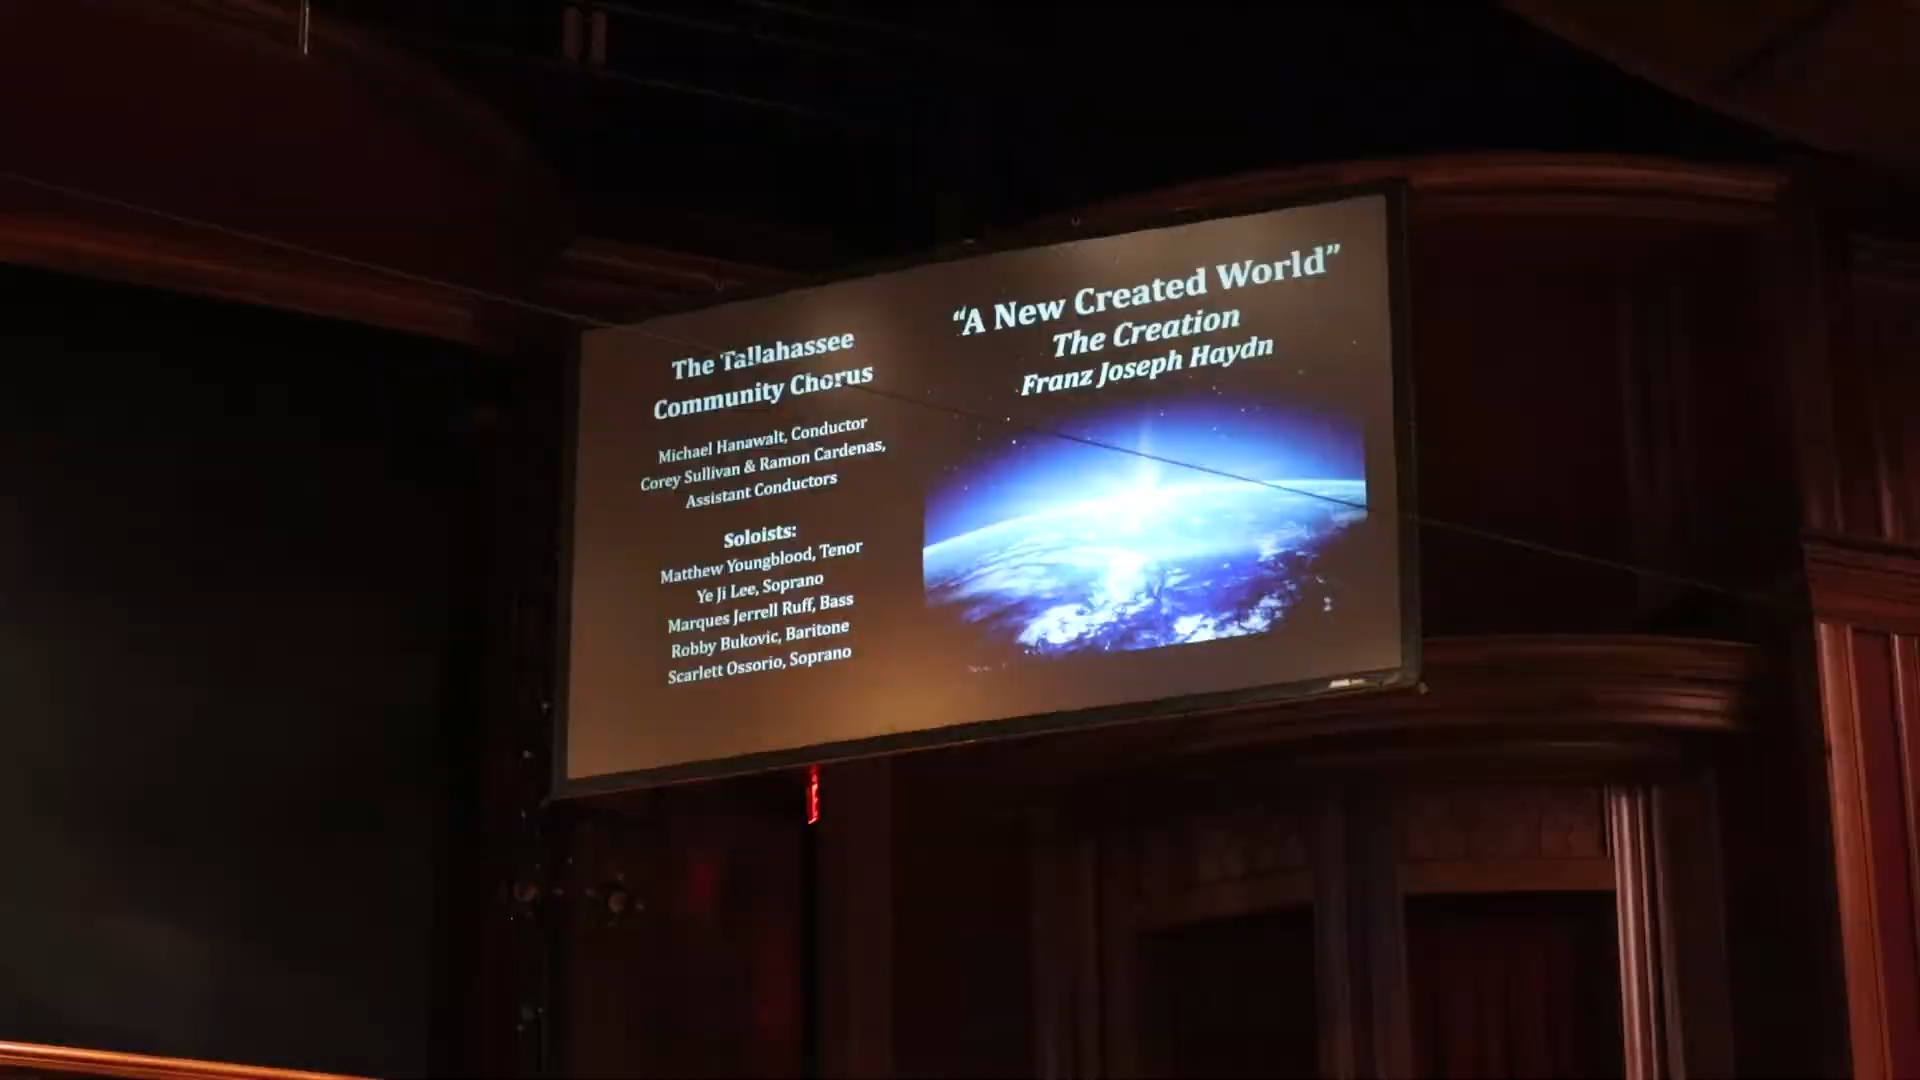 The Tallahassee
Community Chorus
Michael Hanawalt, Conductor
Corey Sullivan & Ramon Cardenas,
Assistant Conductors
Soloists:
Matthew Youngblood, Tenor
Ye Ji Lee, Soprano
Marques Jerrell Ruff, Bass
Robby Bukovic, Baritone
Scarlett Ossorio, Soprano
“A New Created World”
The Creation
Franz Joseph Haydn